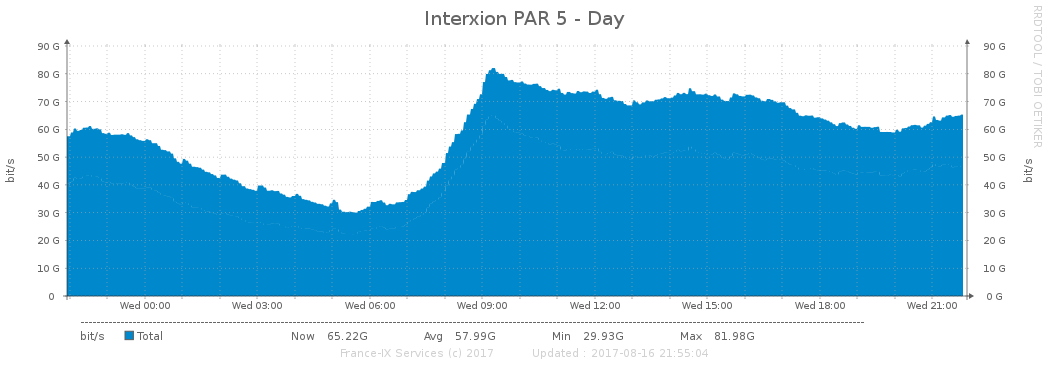 Interxion PAR 5 - Day
RRDTOOL / TOBI OETIKER
bit/s
90 G 90 G
80 G 80 G
70 G 70 G
60 G 60 G
50 G 50 G
40 G 40 G
30 G 30 G
20 G 20 G
10 G 10 G
0 0 G
bit/s
Wed 00:00 Wed 03:00 Wed 06:00 Wed 09:00 Wed 12:00 Wed 15:00 Wed 18:00 Wed 21:00
bit/s Total Now 65.22G Avg 57.99G Min 29.93G Max 81.98G
France-IX Services (c) 2017 Updated : 2017-08-16 21:55:04